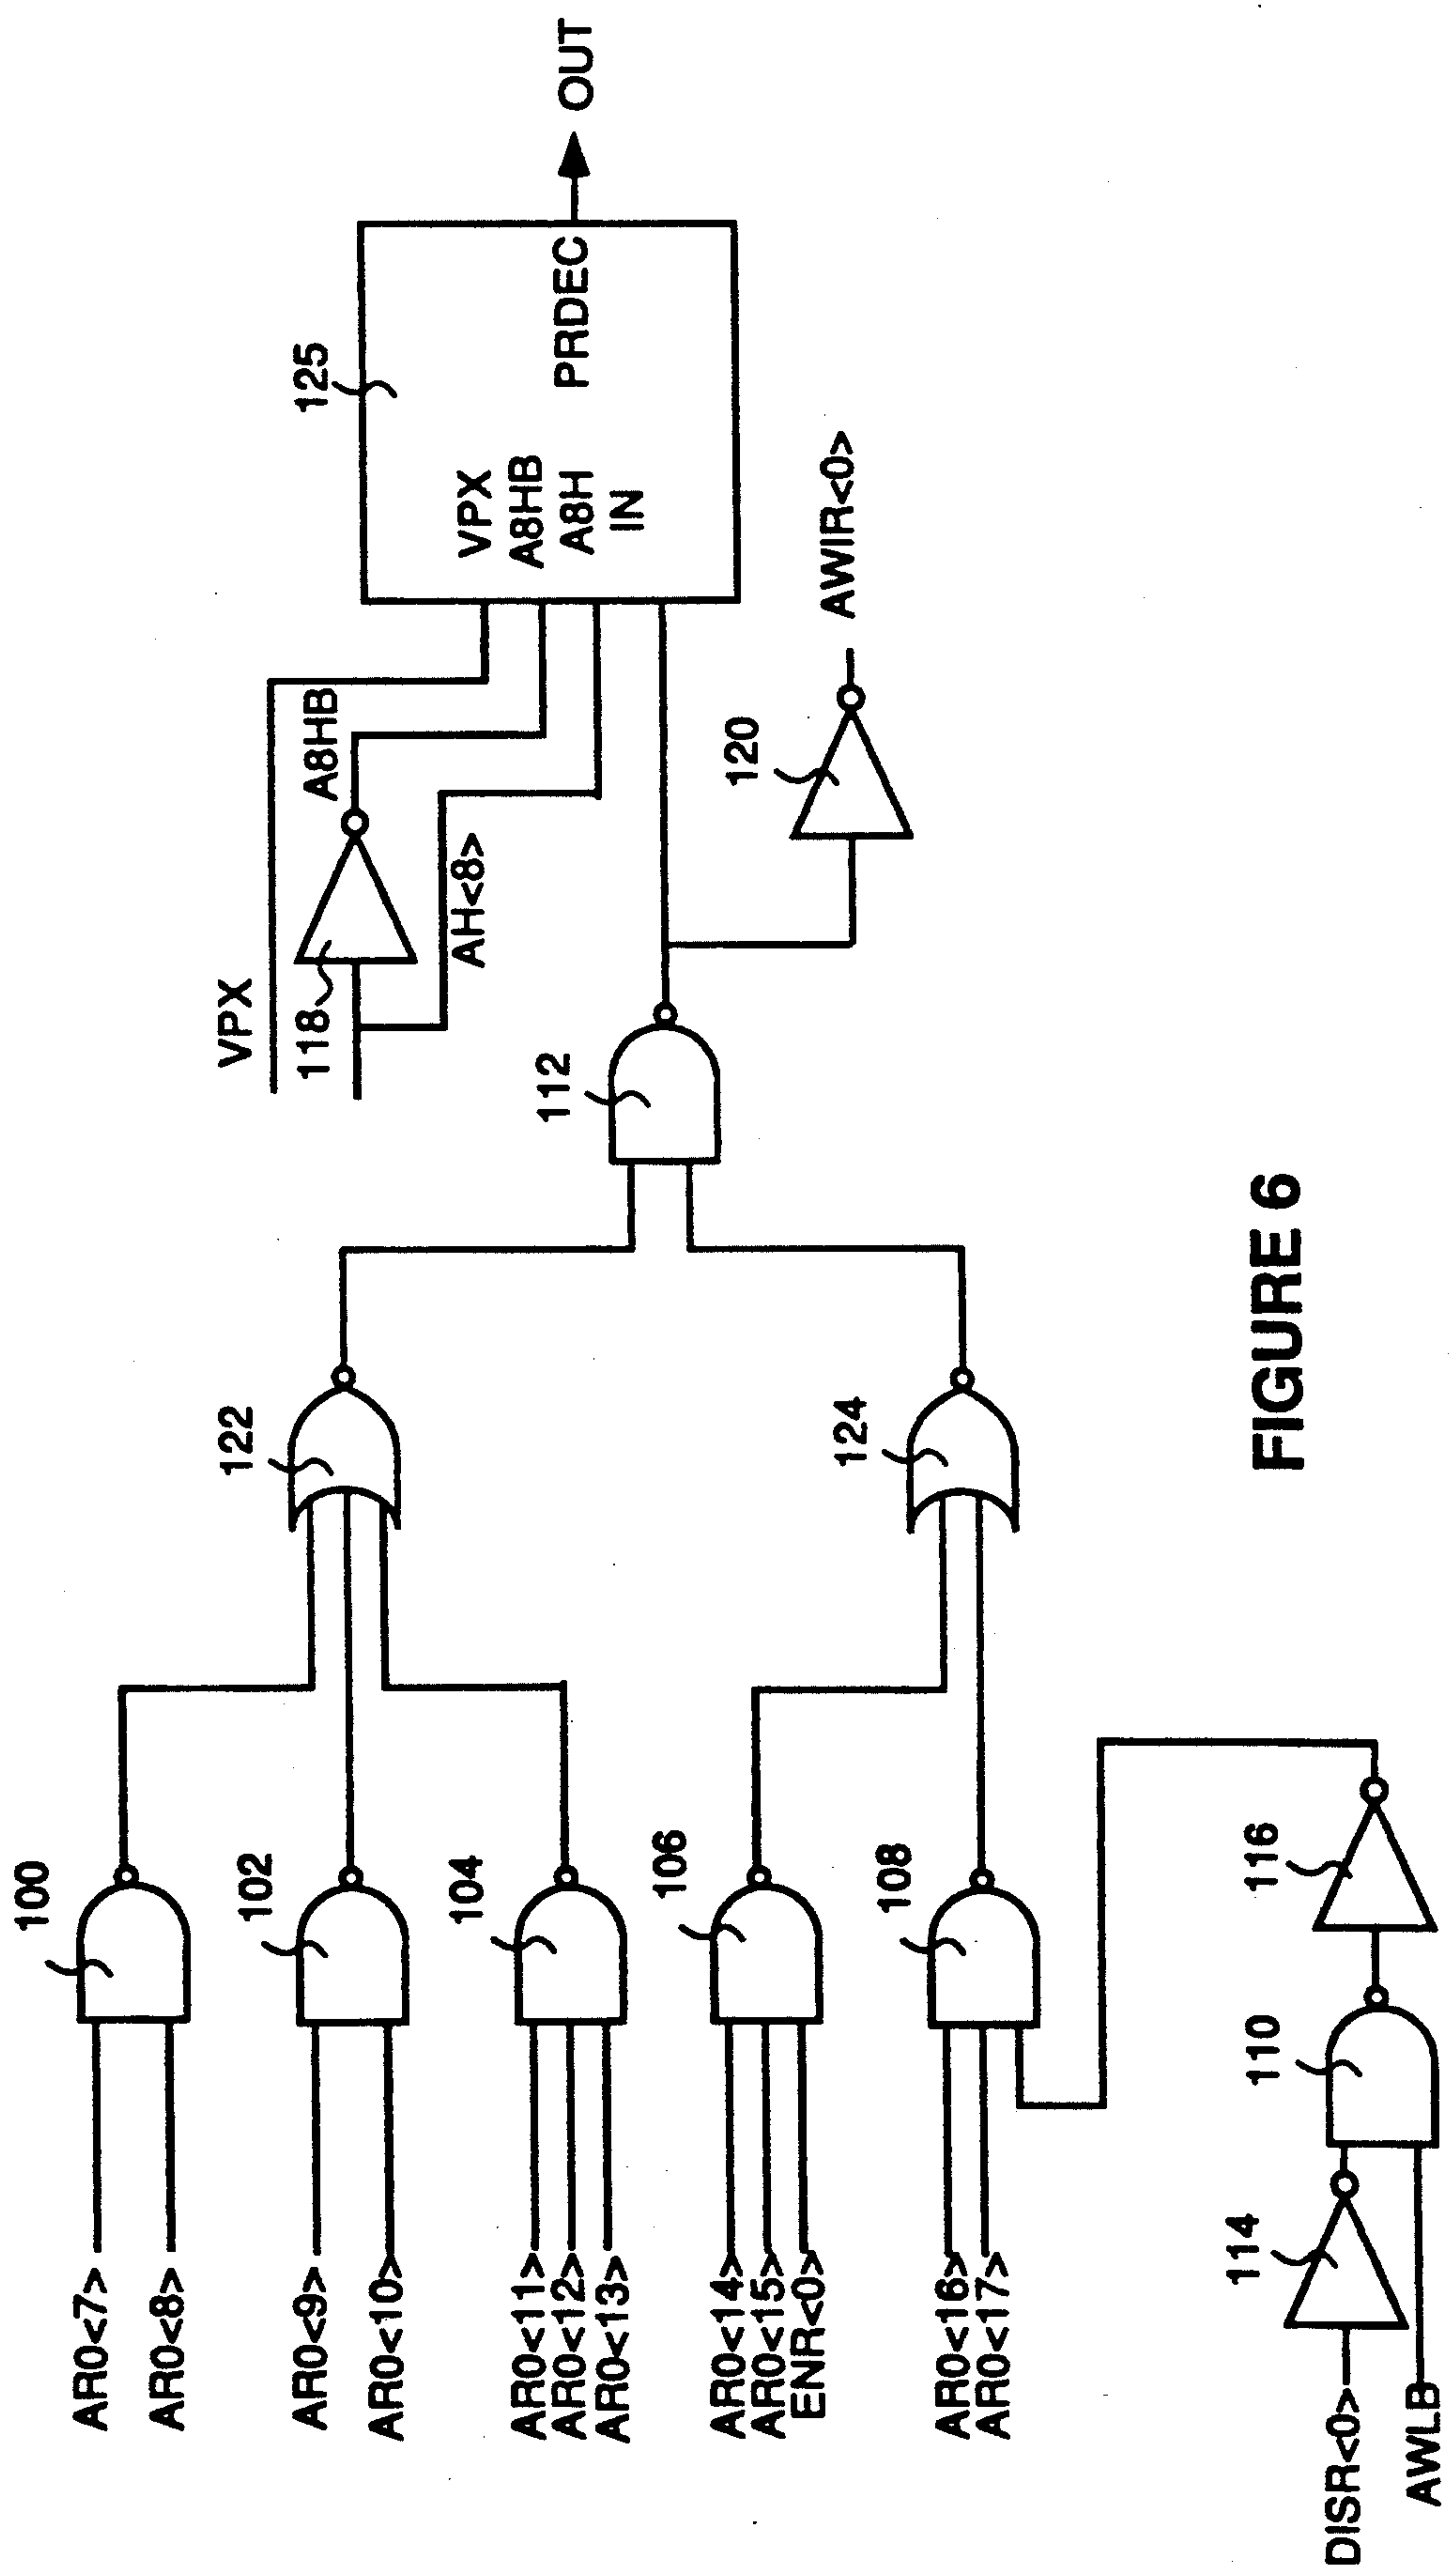 AR0<7>
AR0<8>
100
AR0<9>
AR0<10>
102
AR0<11>
AR0<12>
AR0<13>
104
AR0<14>
AR0<15>
ENR<0>
106
AR0<16>
AR0<17>
108
DISR<0>
AWLB
114
110
116
122
124
112
VPX
118
A8HB
AH<8>
120
AWIR<0>
125
VPX
A8HB
A8H
IN
PRDEC
OUT
FIGURE 6